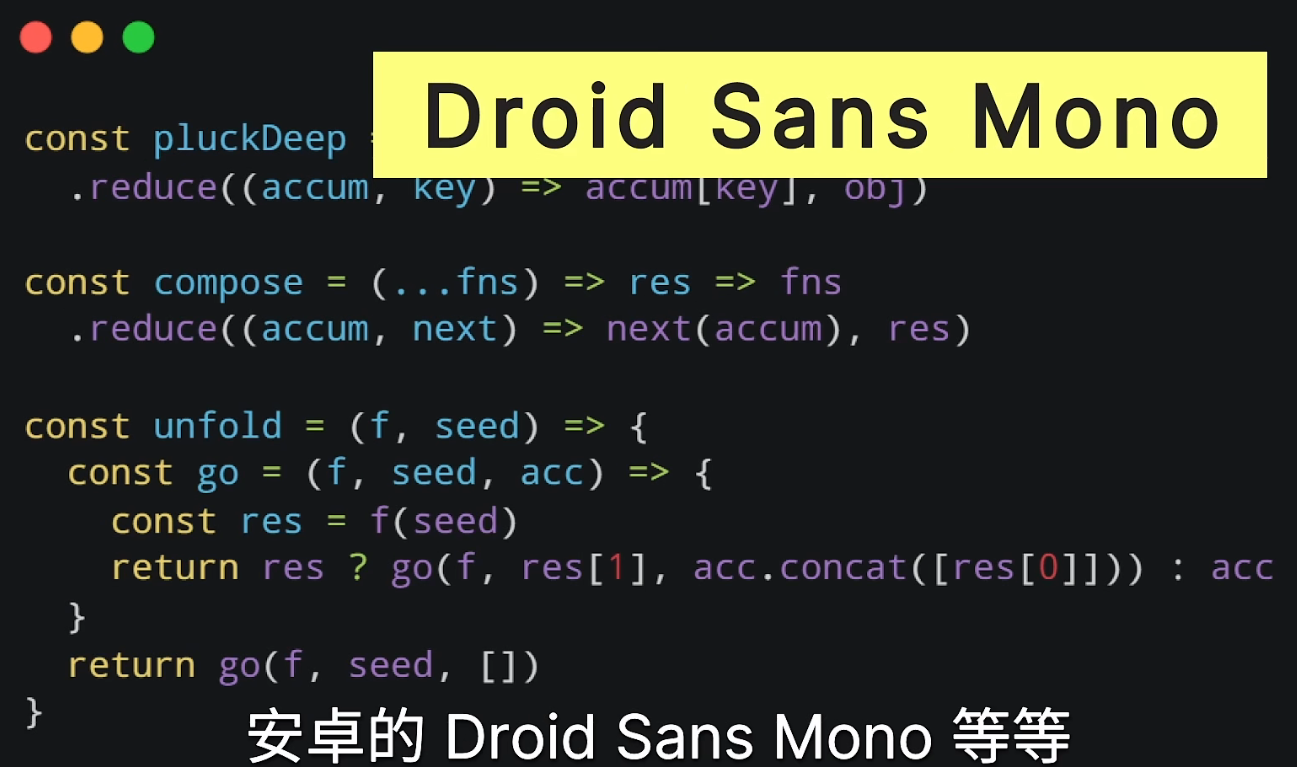 Droid Sans Mono
const pluckDeep =
  .reduce((accum, key) => accum[key], obj)
const compose = (...fns) => res => fns
  .reduce((accum, next) => next(accum), res)
const unfold = (f, seed) => {
  const go = (f, seed, acc) => {
    const res = f(seed)
    return res ? go(f, res[1], acc.concat([res[0]])) : acc
  }
  return go(f, seed, [])
}
安卓的 Droid Sans Mono 等等